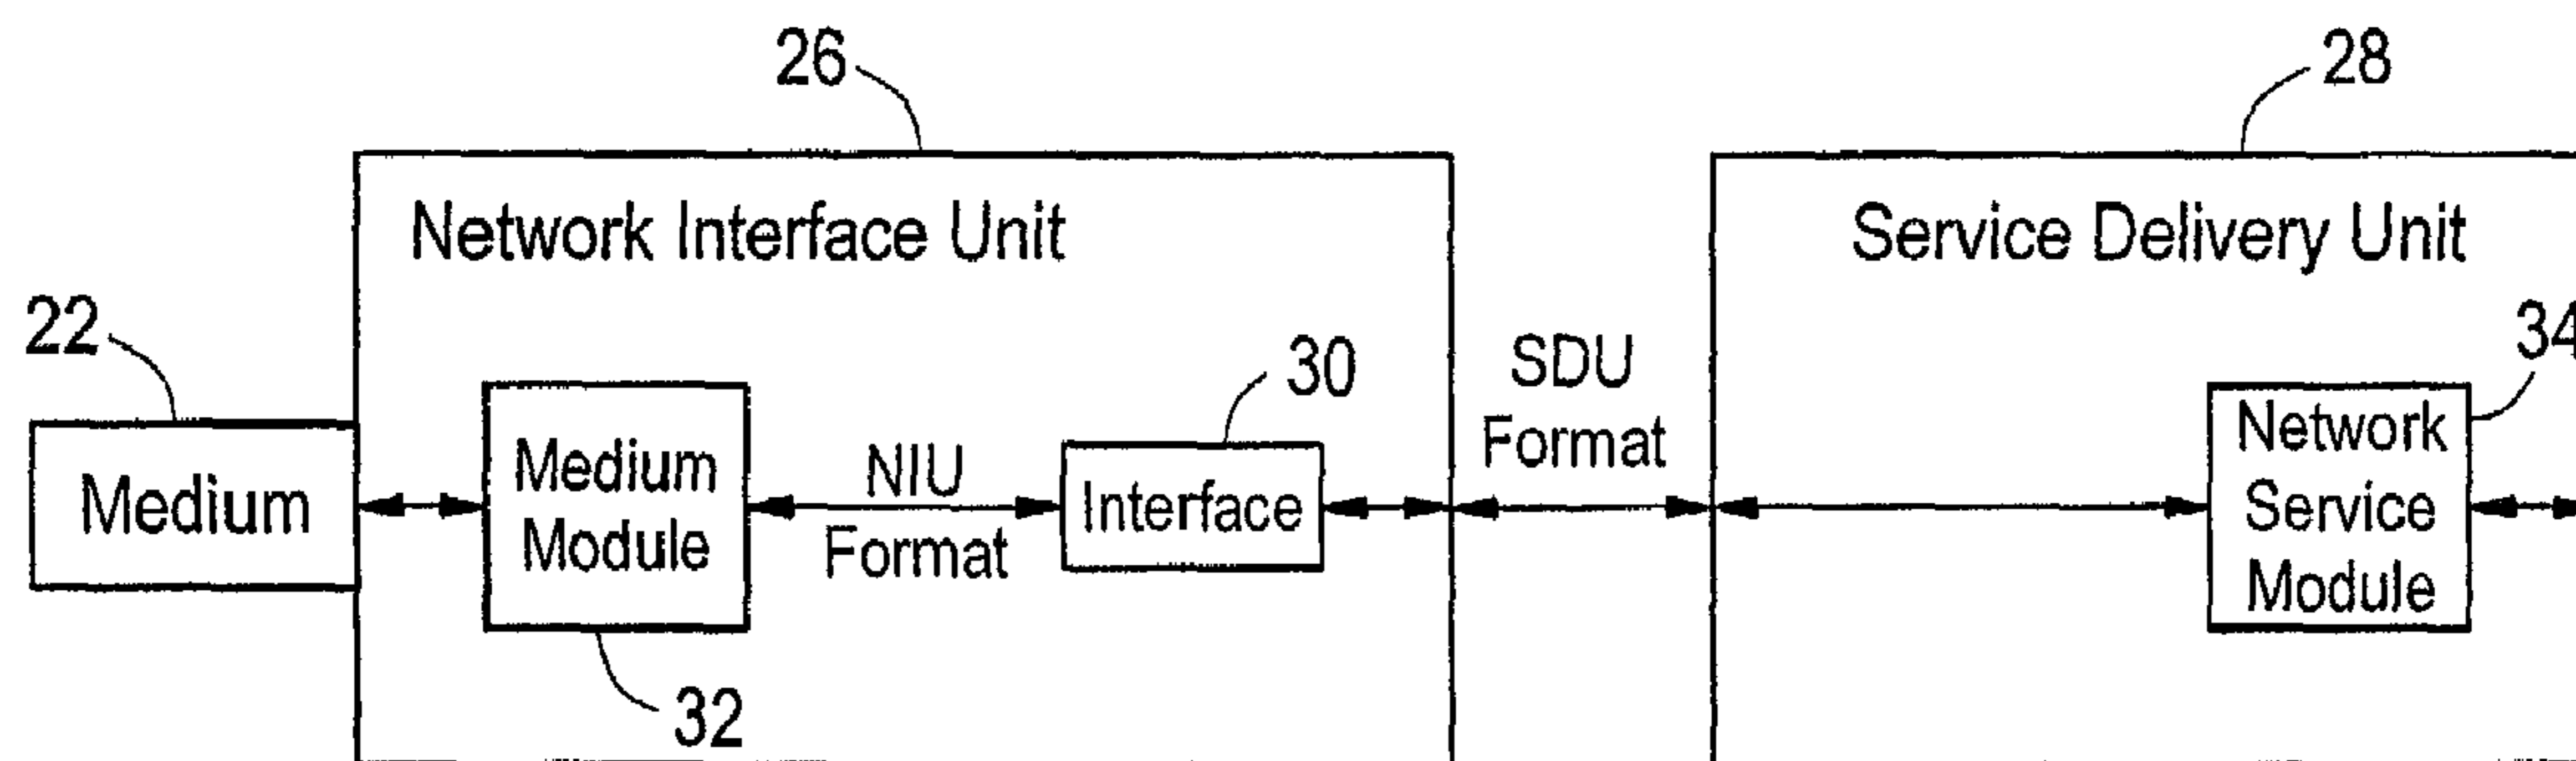 26
28
Network Interface Unit
Service Delivery Unit
22
30
SDU
Format
34
Medium
Medium
Module
NIU
Format
Interface
Network
Service
Module
32